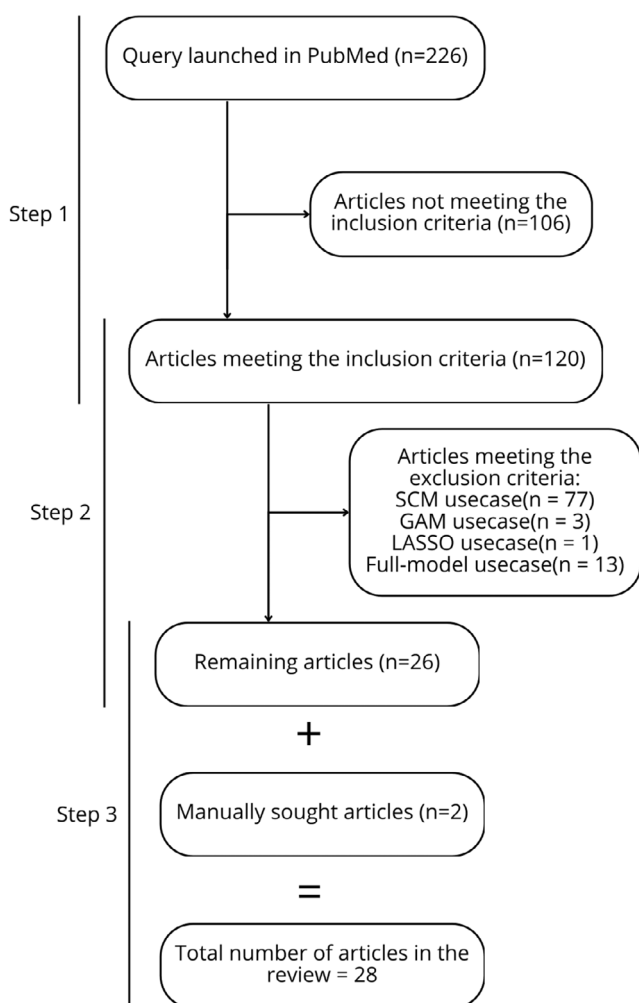 Query launched in PubMed (n=226)
Step 1
Articles not meeting the
inclusion criteria (n=106)
Articles meeting the inclusion criteria (n=120)
Step 2
Articles meeting the
exclusion criteria:
SCM usecase(n = 77)
GAM usecase(n = 3)
LASSO usecase(n = 1)
Full-model usecase(n = 13)
Remaining articles (n=26)
+
Step 3
Manually sought articles (n=2)
=
Total number of articles in the
review = 28